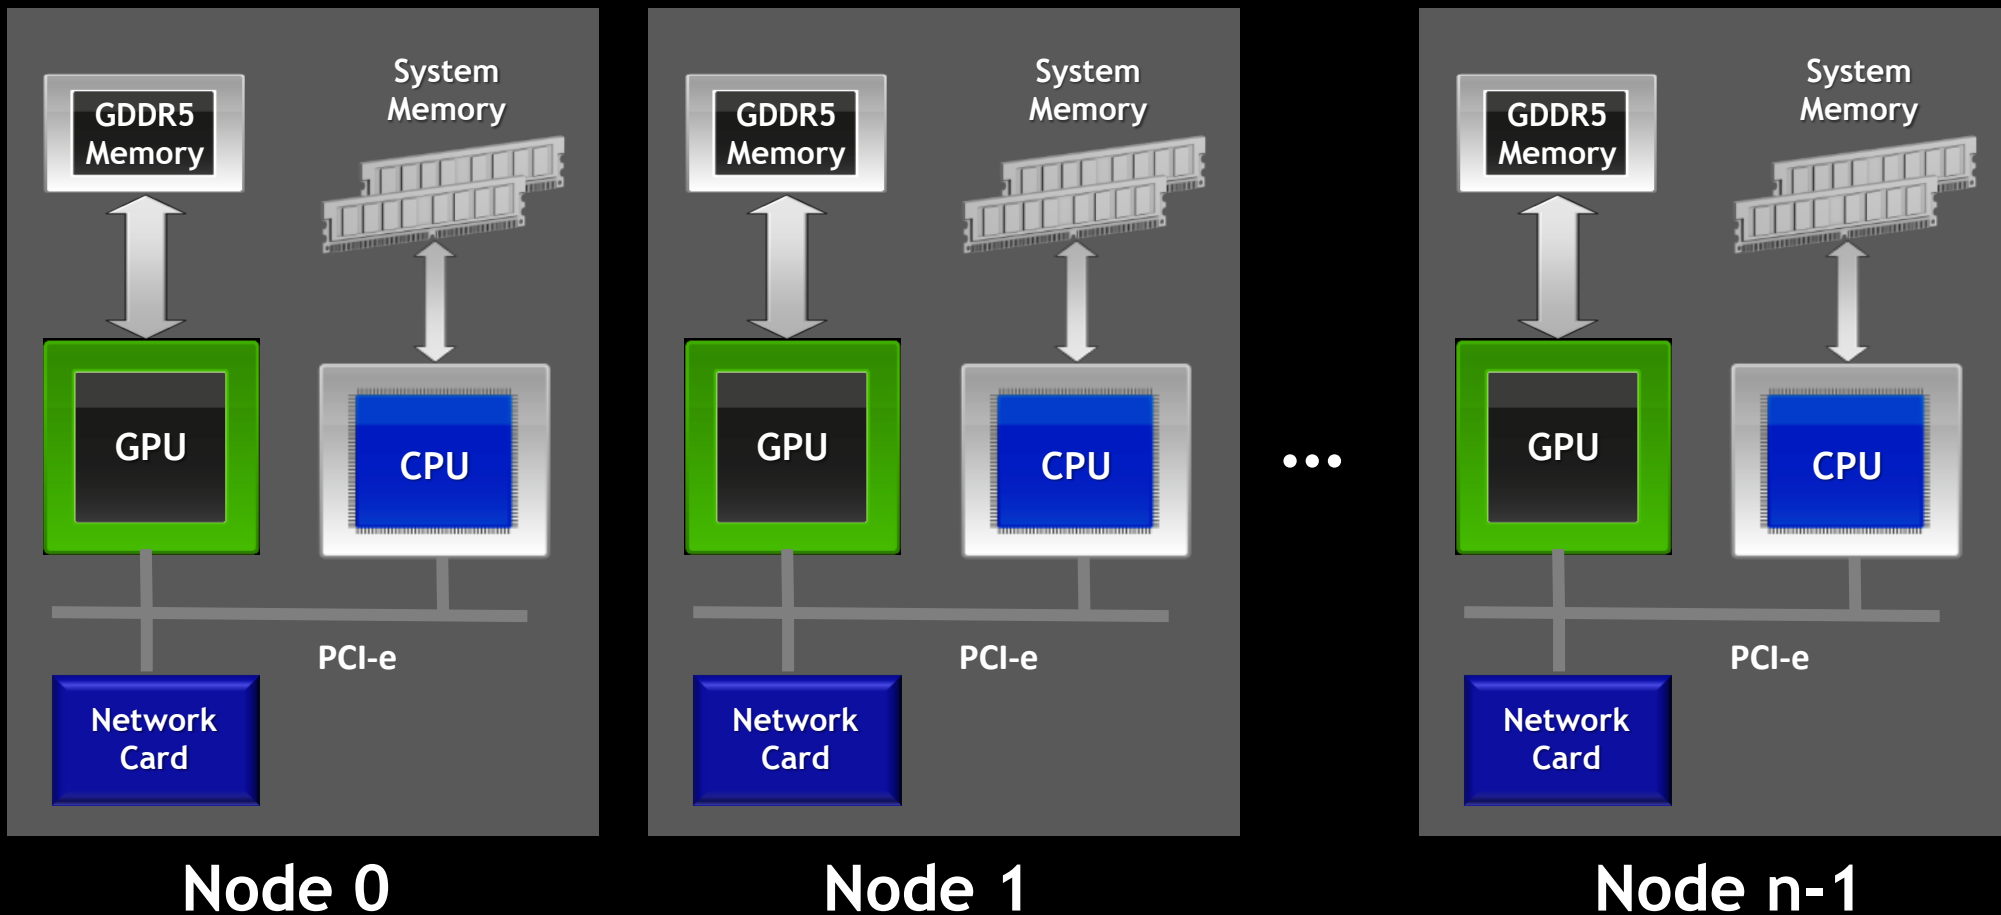 System
Memory
GDDR5
Memory
GPU
CPU
PCI-e
Network
Card
Node 0
System
Memory
GDDR5
Memory
GPU
CPU
PCI-e
Network
Card
Node 1
...
System
Memory
GDDR5
Memory
GPU
CPU
PCI-e
Network
Card
Node n-1